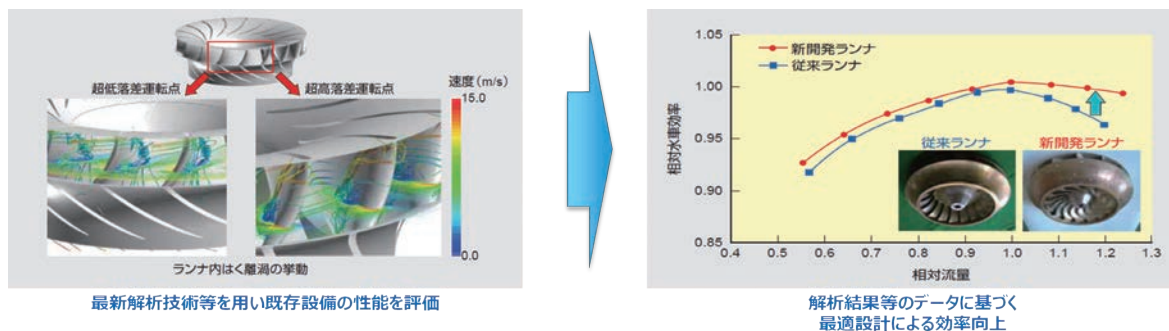 超低落差運転点
超高落差運転点
速度(m/s)
15.0
0.0
ランナ内はく離渦の挙動
最新解析技術等を用い既存設備の性能を評価
1.05
1.00
0.95
0.90
0.85
相対水車効率
新開発ランナ
従来ランナ
従来ランナ
新開発ランナ
0.4
0.5
0.6
0.7
0.8
0.9
1.0
1.1
1.2
1.3
相対流量
解析結果等のデータに基づく
最適設計による効率向上